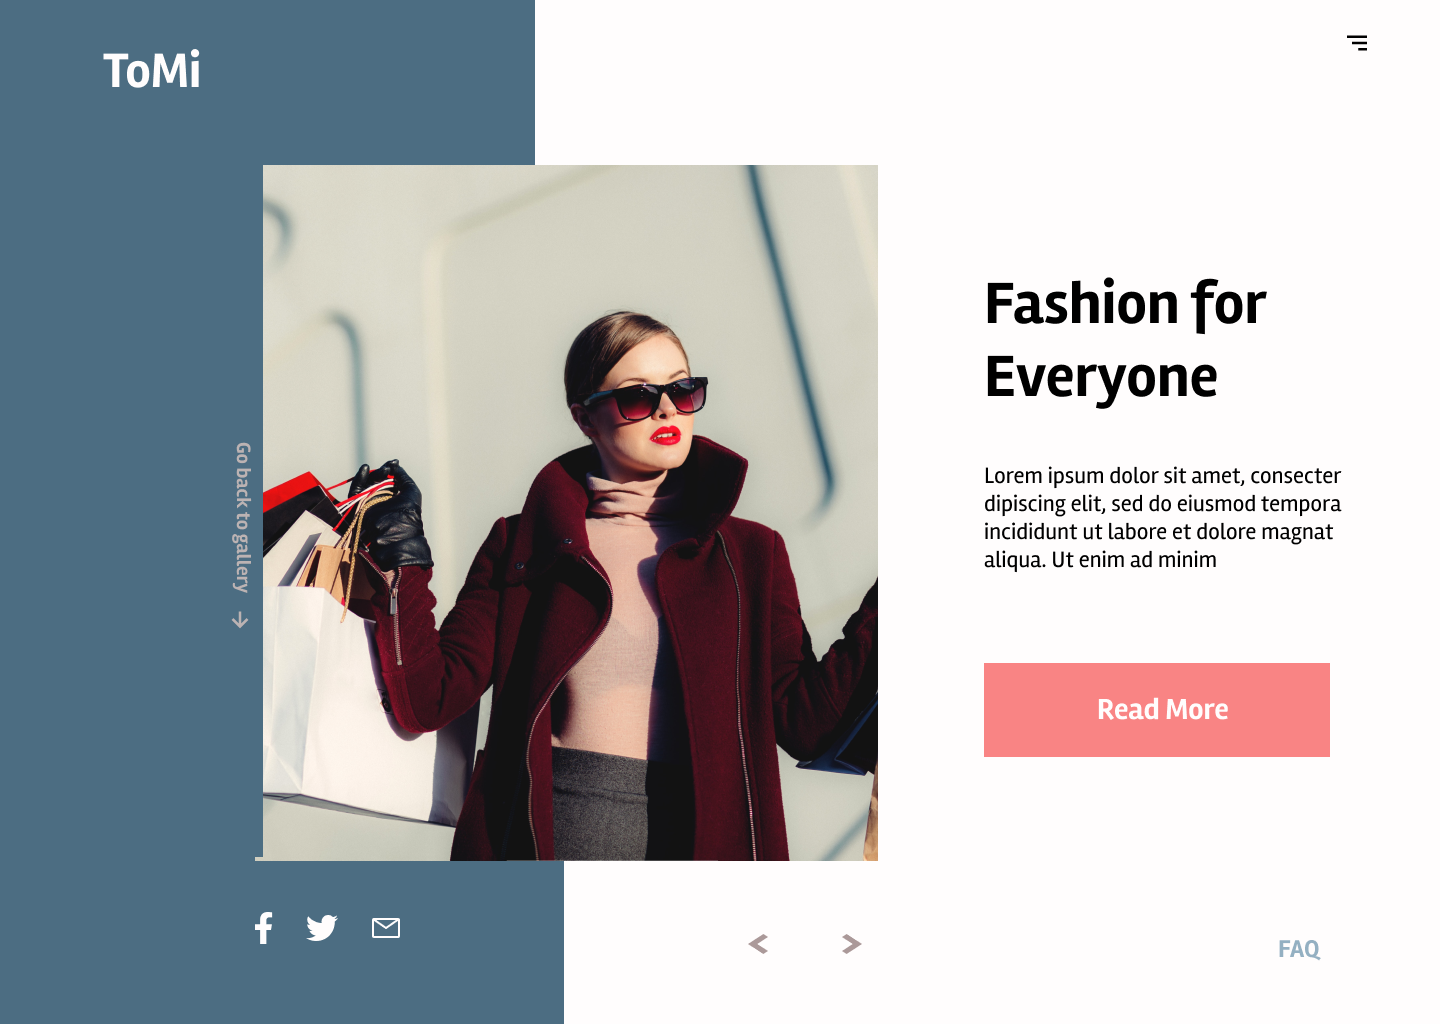 ToMi
Go back to gallery
Fashion for
Everyone
Lorem ipsum dolor sit amet, consecter
dipiscing elit, sed do eiusmod tempora
incididunt ut labore et dolore magnat
aliqua. Ut enim ad minim
Read More
FAQ